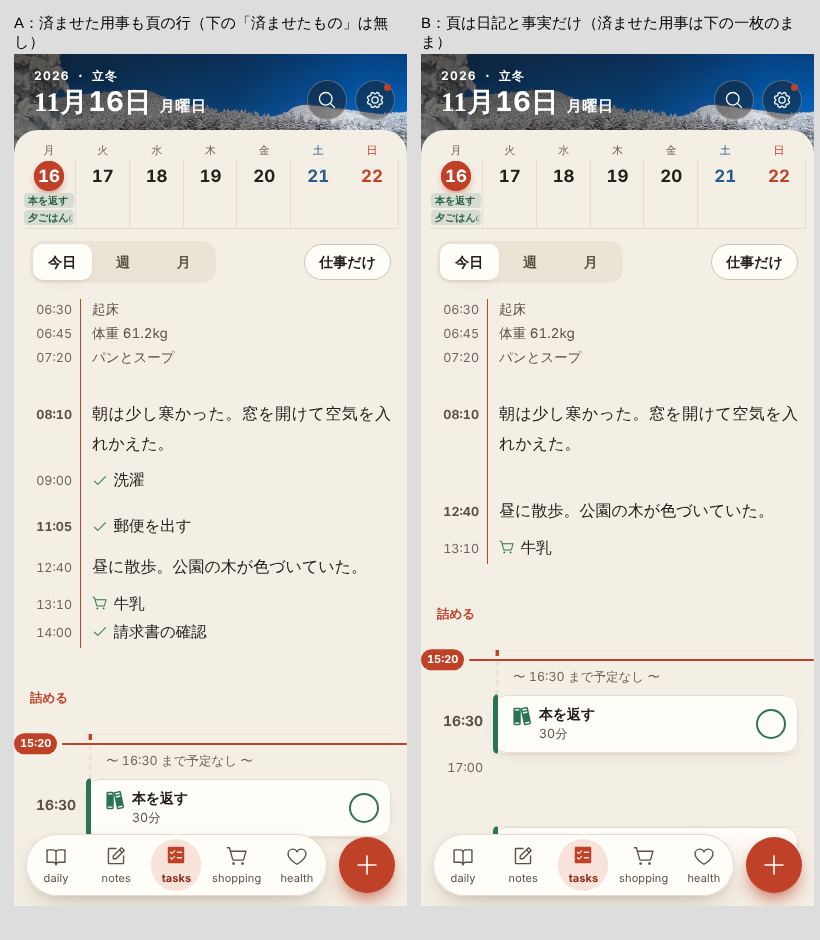 A：済ませた用事も頁の行（下の「済ませたもの」は無
し）
2026 · 立冬
11月16日 月曜日
月 火 水 木 金 土 日
16 17 18 19 20 21 22
本を返す
夕ごはん
今日 週 月 仕事だけ
06:30 起床
06:45 体重 61.2kg
07:20 パンとスープ
08:10 朝は少し寒かった。窓を開けて空気を入
れかえた。
09:00 洗濯
11:05 郵便を出す
12:40 昼に散歩。公園の木が色づいていた。
13:10 牛乳
14:00 請求書の確認
詰める
15:20
〜 16:30 まで予定なし 〜
16:30 本を返す
30分
daily notes tasks shopping health
B：頁は日記と事実だけ（済ませた用事は下の一枚のま
ま）
2026 · 立冬
11月16日 月曜日
月 火 水 木 金 土 日
16 17 18 19 20 21 22
本を返す
夕ごはん
今日 週 月 仕事だけ
06:30 起床
06:45 体重 61.2kg
07:20 パンとスープ
08:10 朝は少し寒かった。窓を開けて空気を入
れかえた。
12:40 昼に散歩。公園の木が色づいていた。
13:10 牛乳
詰める
15:20
〜 16:30 まで予定なし 〜
16:30 本を返す
30分
17:00
daily notes tasks shopping health